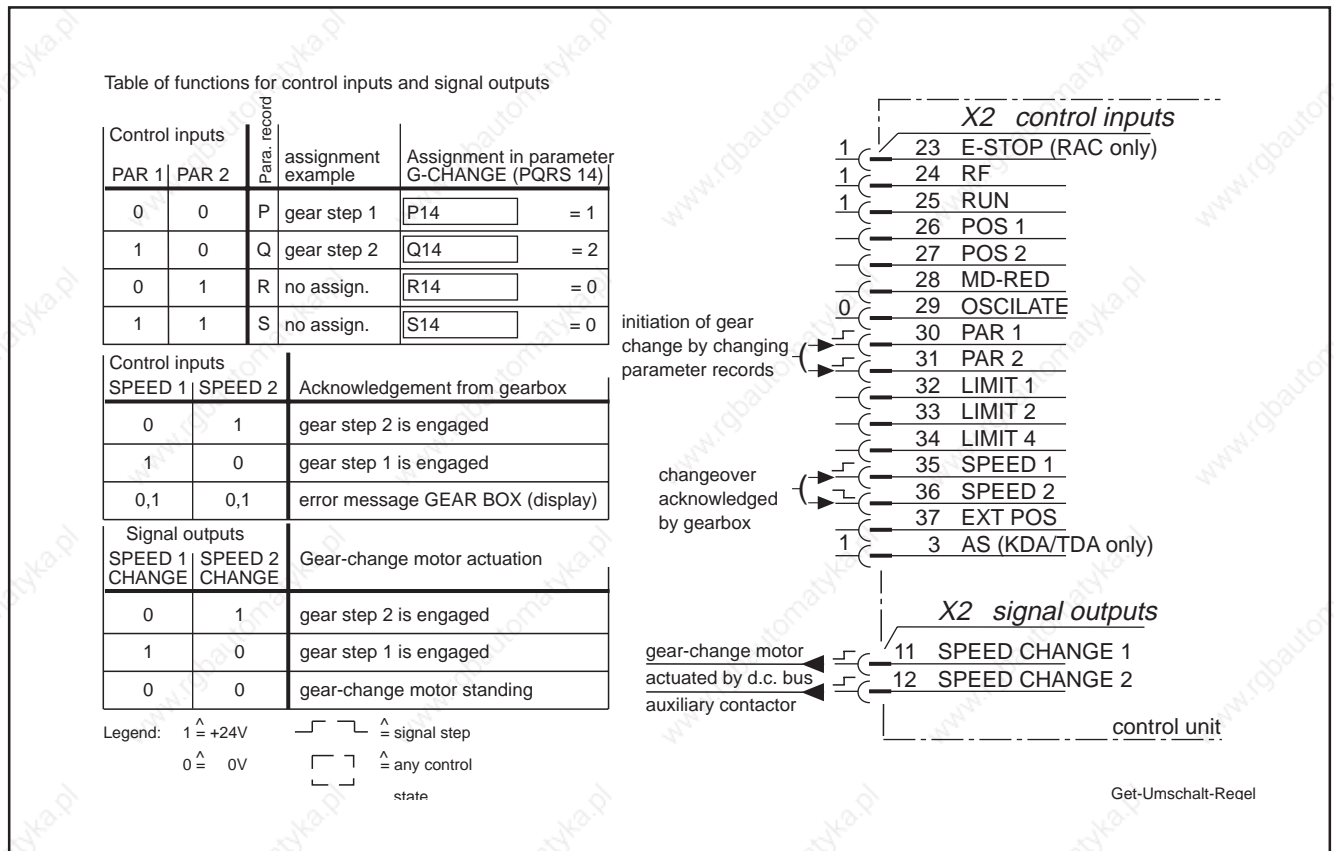 Table of functions for control inputs and signal outputs
Control inputs
PAR 1 PAR 2 Para. record assignment example Assignment in parameter G-CHANGE (PQRS 14)
0 0 P gear step 1 P14 = 1
1 0 Q gear step 2 Q14 = 2
0 1 R no assign. R14 = 0
1 1 S no assign. S14 = 0
Control inputs
SPEED 1 SPEED 2 Acknowledgement from gearbox
0 1 gear step 2 is engaged
1 0 gear step 1 is engaged
0,1 0,1 error message GEAR BOX (display)
Signal outputs
SPEED 1 CHANGE SPEED 2 CHANGE Gear-change motor actuation
0 1 gear step 2 is engaged
1 0 gear step 1 is engaged
0 0 gear-change motor standing
Legend: 1 ≙ +24V ≙ signal step
0 ≙ 0V ≙ any control
state
X2 control inputs
1 23 E-STOP (RAC only)
1 24 RF
1 25 RUN
26 POS 1
27 POS 2
28 MD-RED
0 29 OSCILATE
initiation of gear
change by changing
parameter records
30 PAR 1
31 PAR 2
32 LIMIT 1
33 LIMIT 2
34 LIMIT 4
changeover
acknowledged
by gearbox
35 SPEED 1
36 SPEED 2
37 EXT POS
1 3 AS (KDA/TDA only)
X2 signal outputs
gear-change motor
actuated by d.c. bus
auxiliary contactor
11 SPEED CHANGE 1
12 SPEED CHANGE 2
control unit
Get-Umschalt-Regel
www.rgbautomatyka.pl